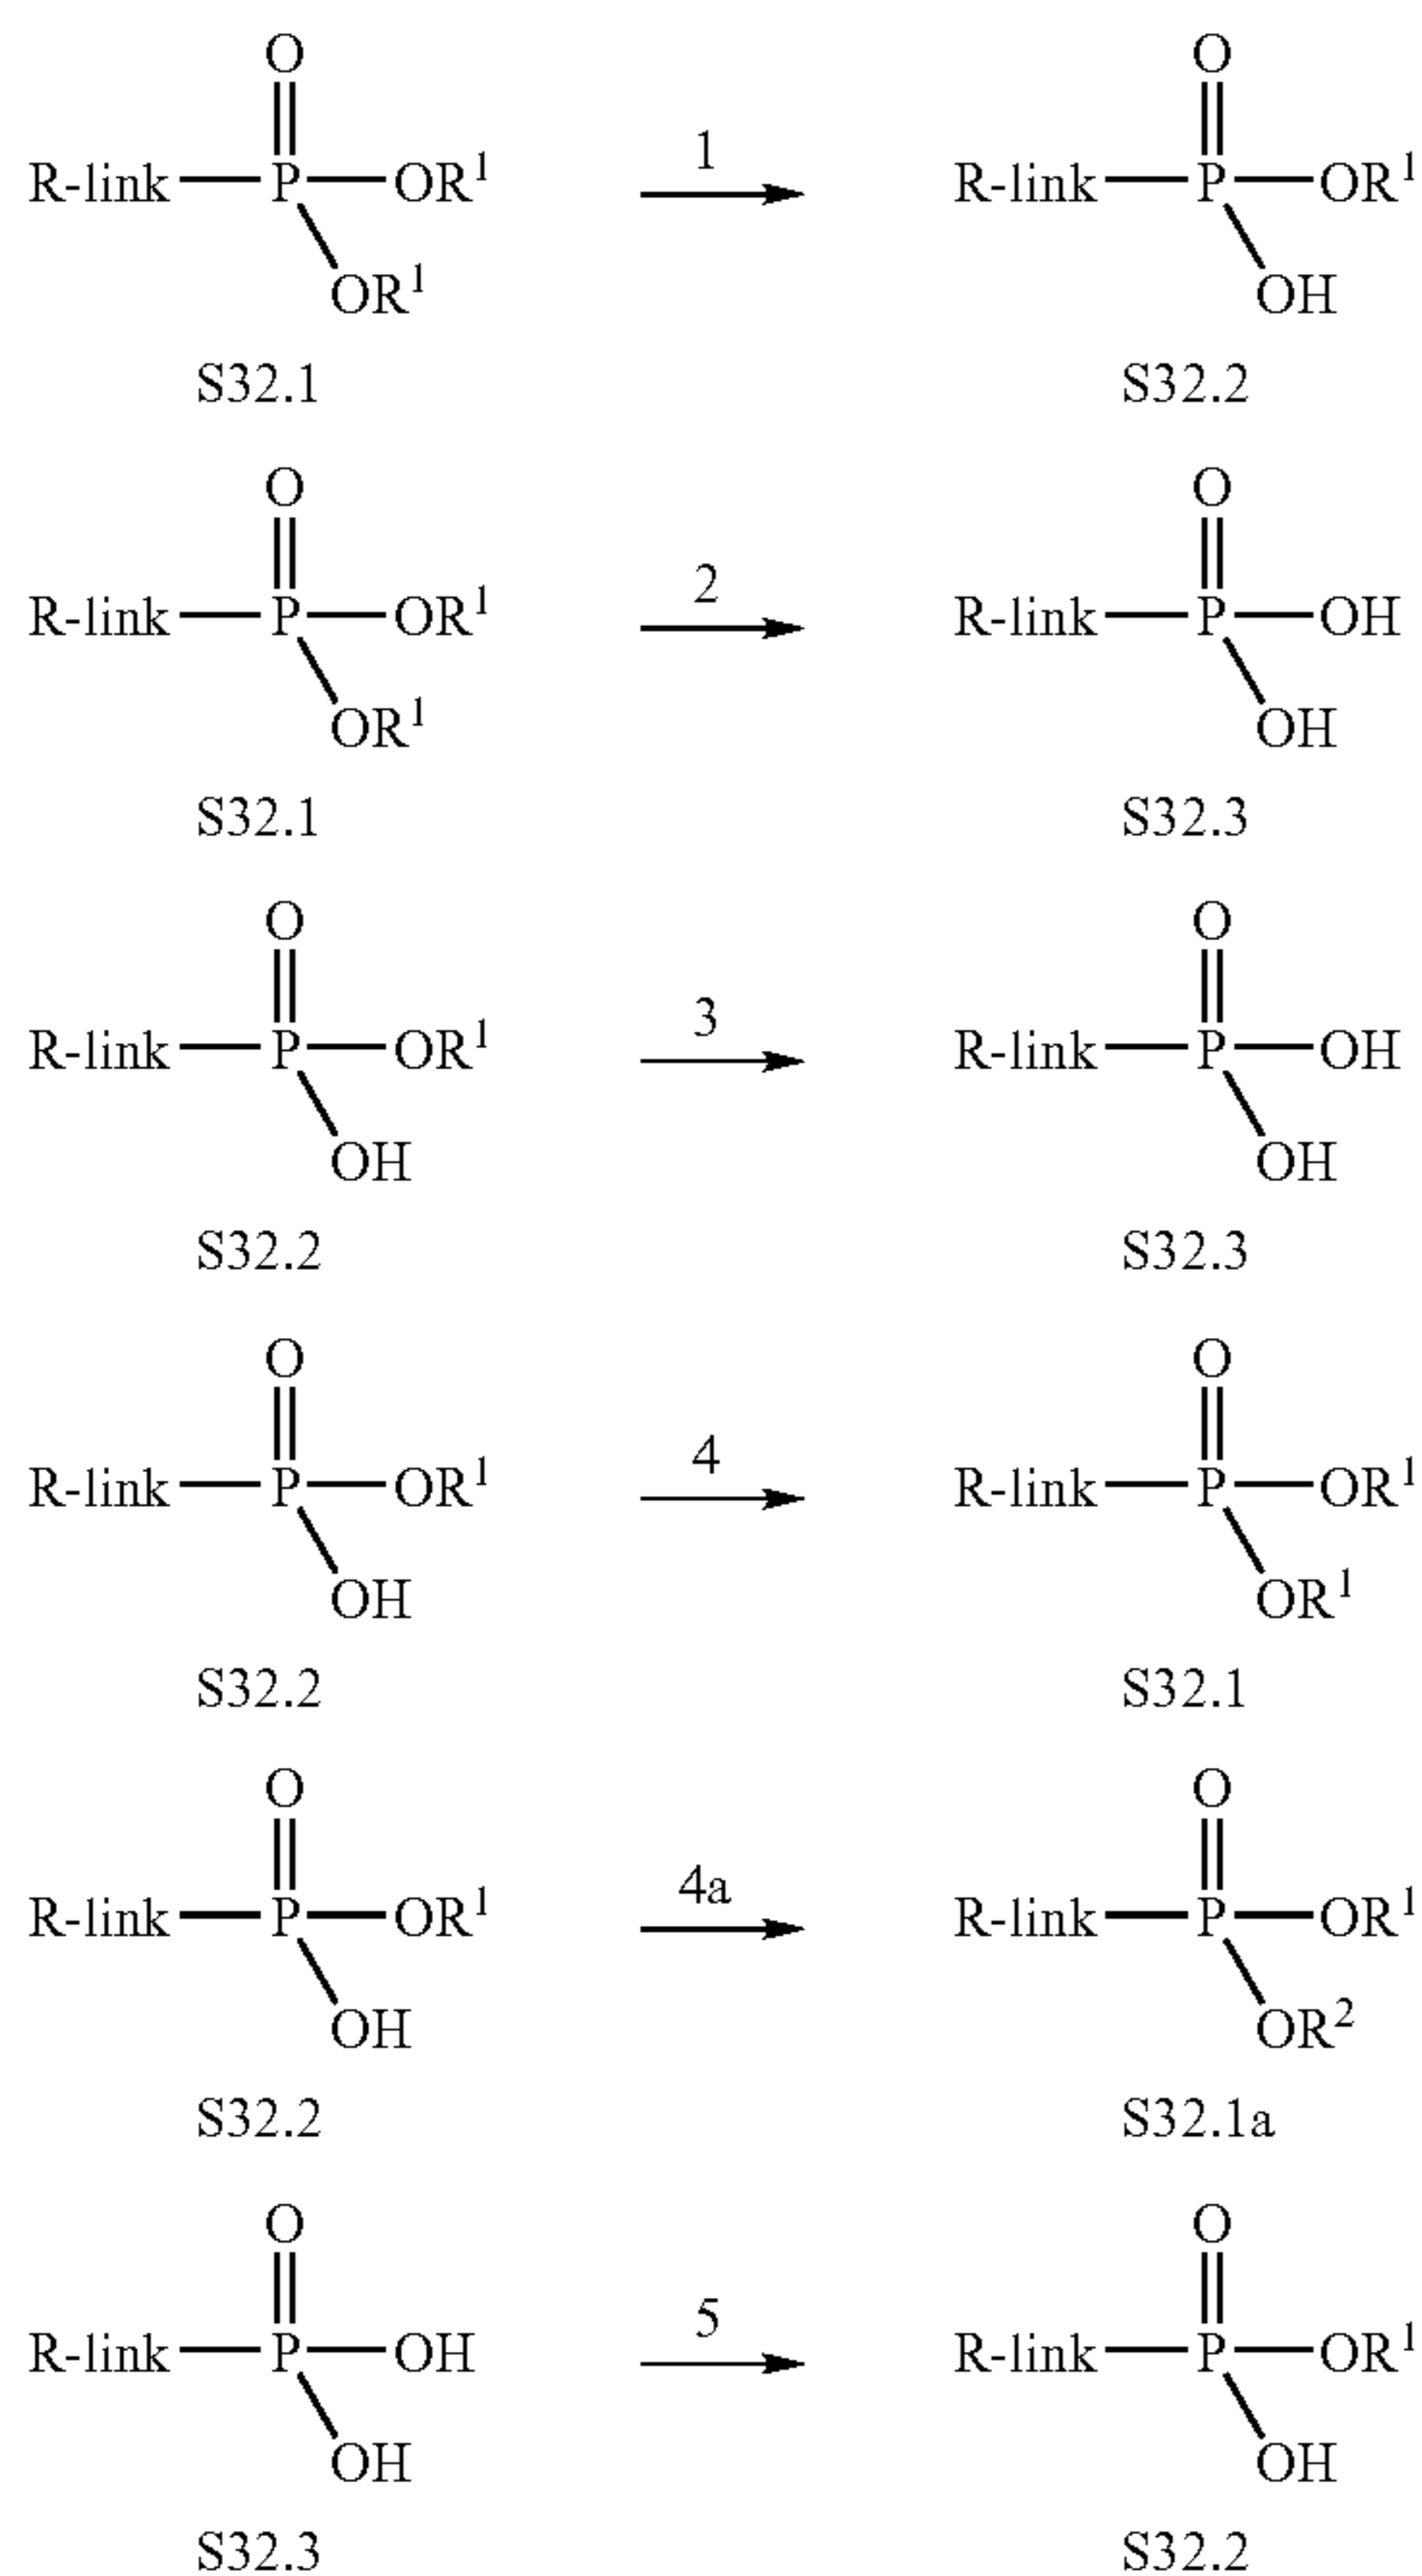 O O
R-link P OR¹ 1 R-link P OR¹
OR¹ OH
S32.1 S32.2
O O
R-link P OR¹ 2 R-link P OH
OR¹ OH
S32.1 S32.3
O O
R-link P OR¹ 3 R-link P OH
OH OH
S32.2 S32.3
O O
R-link P OR¹ 4 R-link P OR¹
OH OR¹
S32.2 S32.1
O O
R-link P OR¹ 4a R-link P OR¹
OH OR²
S32.2 S32.1a
O O
R-link P OH 5 R-link P OR¹
OH OH
S32.3 S32.2